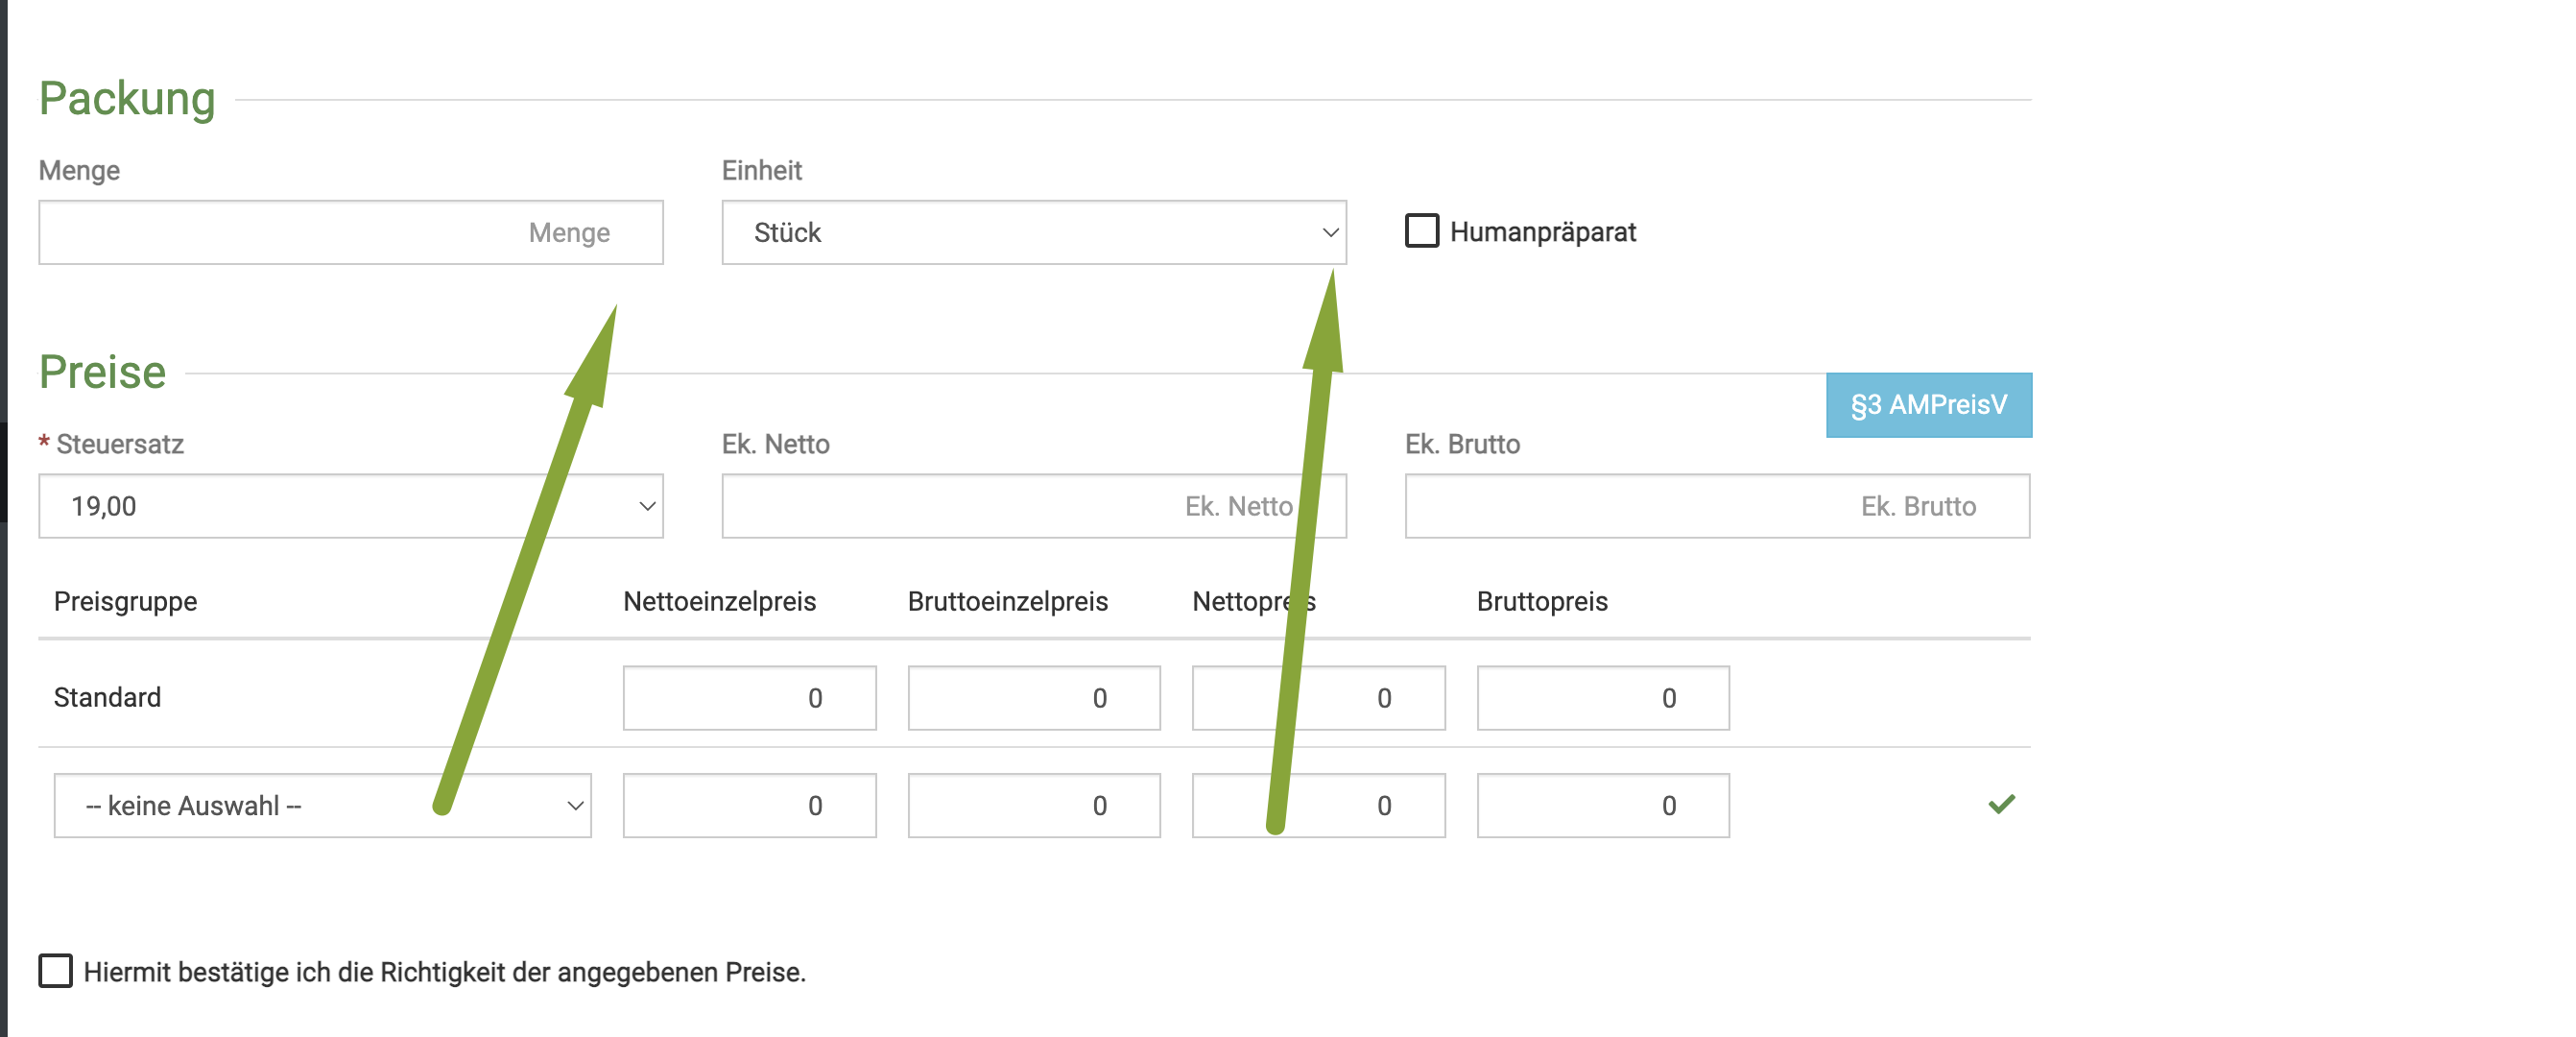 Packung
Menge Einheit
Menge Stück Humanpräparat
Preise
§3 AMPreisV
* Steuersatz Ek. Netto Ek. Brutto
19,00 Ek. Netto Ek. Brutto
Preisgruppe Nettoeinzelpreis Bruttoeinzelpreis Nettopreis Bruttopreis
Standard 0 0 0 0
-- keine Auswahl -- 0 0 0 0
Hiermit bestätige ich die Richtigkeit der angegebenen Preise.